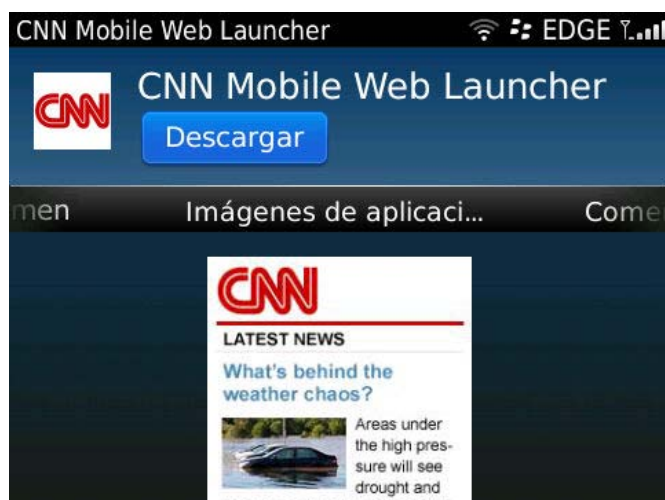 CNN Mobile Web Launcher EDGE
CNN CNN Mobile Web Launcher
Descargar
men Imágenes de aplicaci... Come
CNN
LATEST NEWS
What's behind the
weather chaos?
Areas under
the high pres-
sure will see
drought and